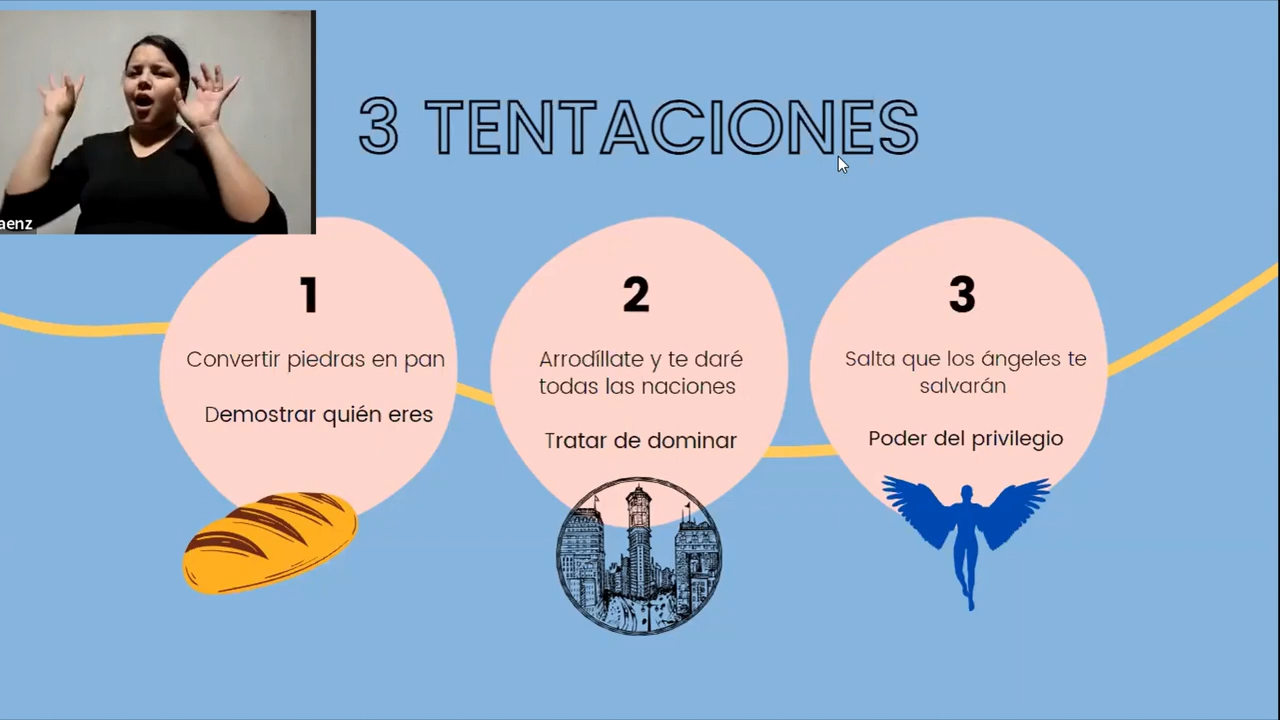 3 TENTACIONES
aenz
1
Convertir piedras en pan
Demostrar quién eres
2
Arrodíllate y te daré
todas las naciones
Tratar de dominar
3
Salta que los ángeles te
salvarán
Poder del privilegio